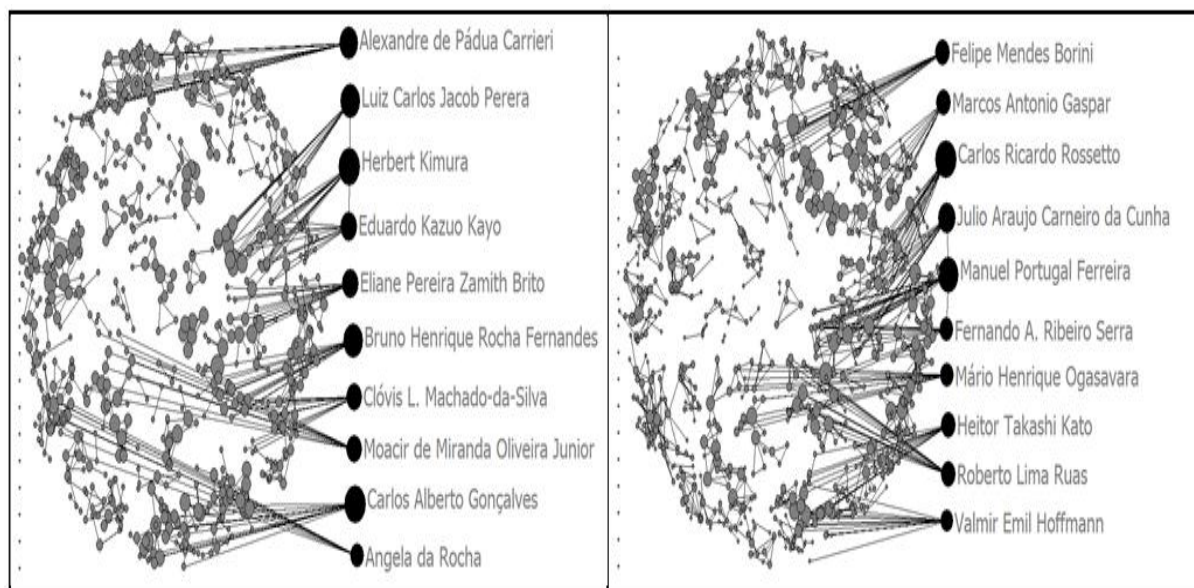 Alexandre de Pádua Carrieri
Luiz Carlos Jacob Perera
Herbert Kimura
Eduardo Kazuo Kayo
Eliane Pereira Zamith Brito
Bruno Henrique Rocha Fernandes
Clóvis L. Machado-da-Silva
Moacir de Miranda Oliveira Junior
Carlos Alberto Gonçalves
Angela da Rocha
Felipe Mendes Borini
Marcos Antonio Gaspar
Carlos Ricardo Rossetto
Julio Araujo Carneiro da Cunha
Manuel Portugal Ferreira
Fernando A. Ribeiro Serra
Mário Henrique Ogasavara
Heitor Takashi Kato
Roberto Lima Ruas
Valmir Emil Hoffmann